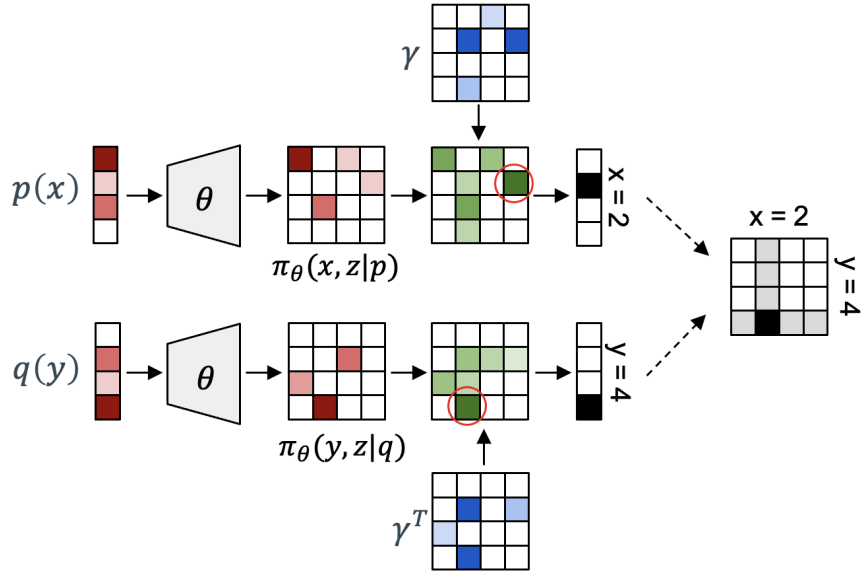 γ
p(x)
θ
π_θ(x, z|p)
x = 2
x = 2
y = 4
q(y)
θ
π_θ(y, z|q)
y = 4
γ^T